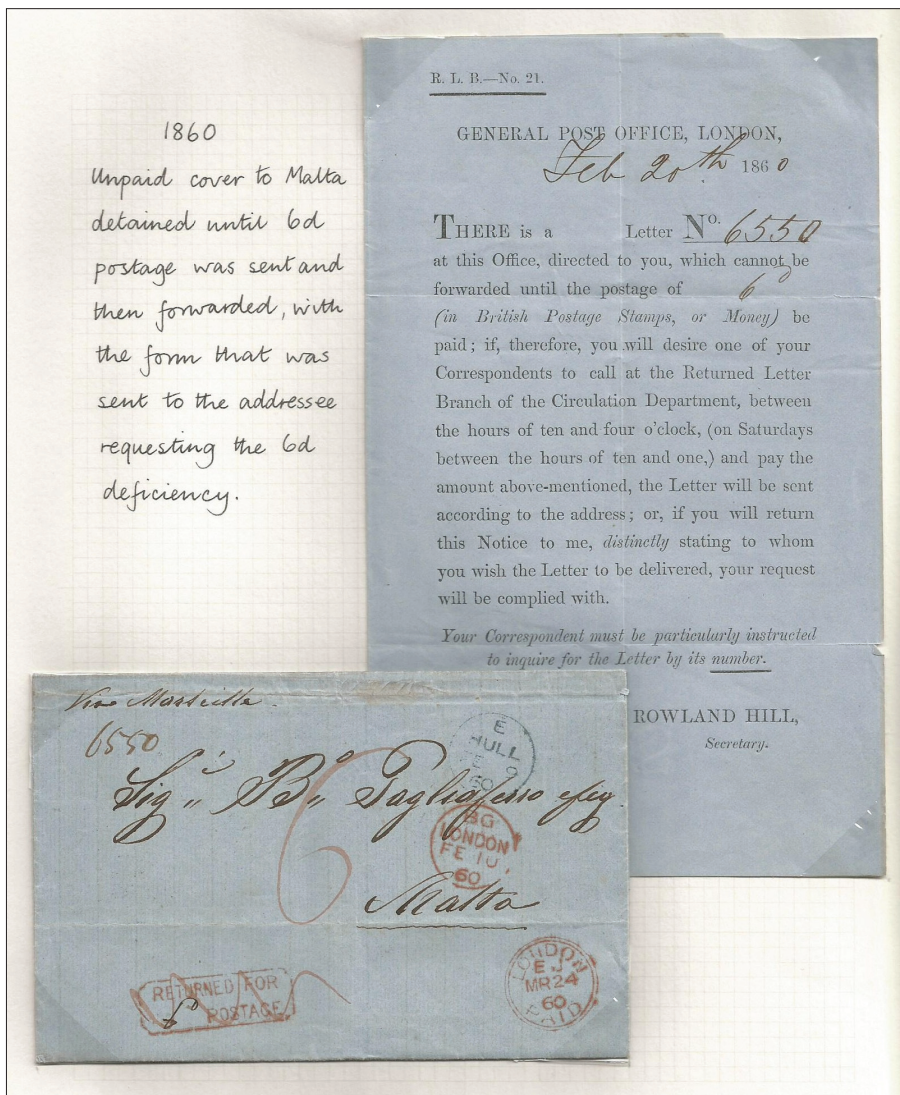 1860
Unpaid cover to Malta
detained until 6d
postage was sent and
then forwarded, with
the form that was
sent to the addressee
requesting the 6d
deficiency.
R. L. B.—No. 21.
GENERAL POST OFFICE, LONDON,
Feb 20th 1860
THERE is a Letter No. 6550
at this Office, directed to you, which cannot be
forwarded until the postage of 6d
(in British Postage Stamps, or Money) be
paid; if, therefore, you will desire one of your
Correspondents to call at the Returned Letter
Branch of the Circulation Department, between
the hours of ten and four o'clock, (on Saturdays
between the hours of ten and one,) and pay the
amount above-mentioned, the Letter will be sent
according to the address; or, if you will return
this Notice to me, distinctly stating to whom
you wish the Letter to be delivered, your request
will be complied with.
Your Correspondent must be particularly instructed
to inquire for the Letter by its number.
ROWLAND HILL,
Secretary.
Via Marseille
6550
E
HULL
60
Sigr Bo
6
BG
LONDON
FE 10
60
Malta
RETURNED FOR
POSTAGE
LONDON
EJ
MR 24
60
PAID